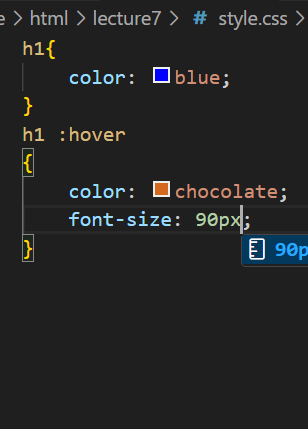 html > lecture7 > # style.css >
h1{
color: blue;
}
h1 :hover
{
color: chocolate;
font-size: 90px;
}
90p